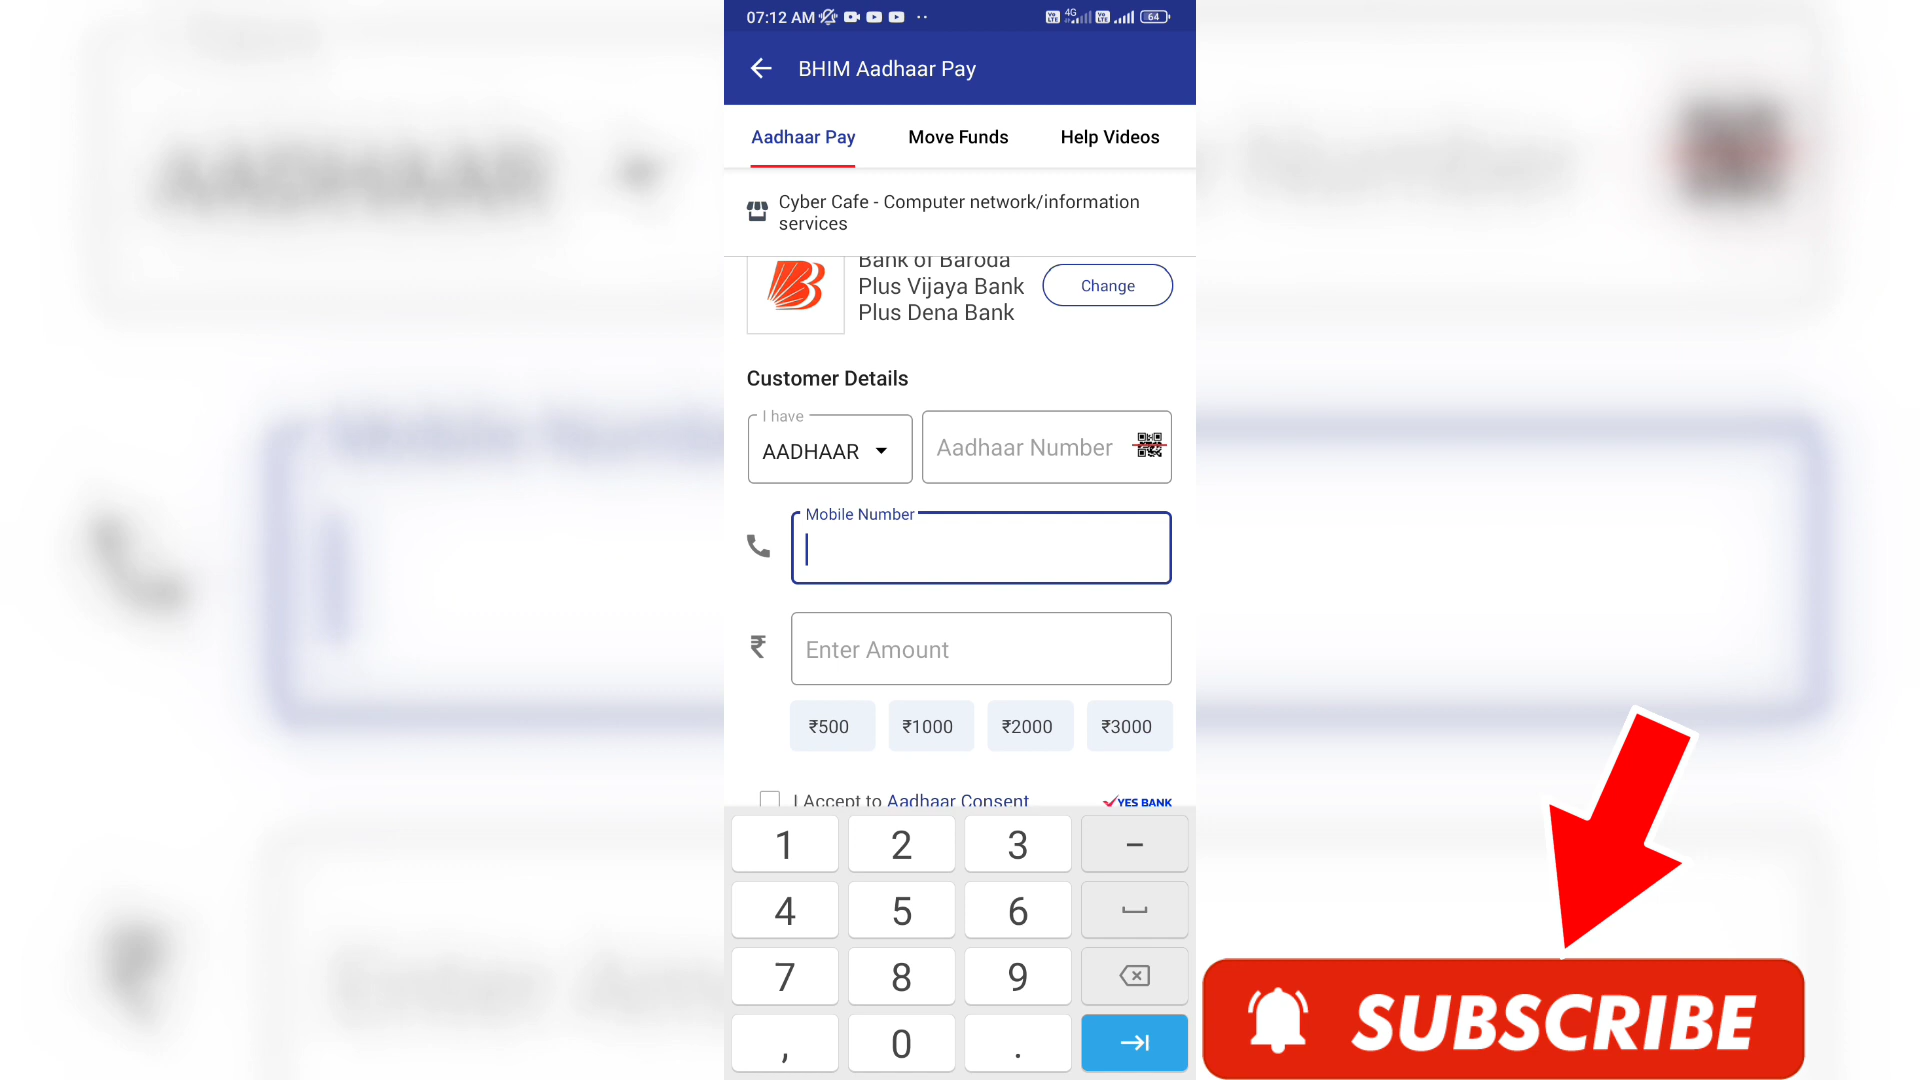 07:12 AM
4G
64
BHIM Aadhaar Pay
Aadhaar Pay
Move Funds
Help Videos
Cyber Cafe - Computer network/information
services
Bank of Baroda
Plus Vijaya Bank
Plus Dena Bank
Change
Customer Details
I have
AADHAAR
Aadhaar Number
Mobile Number
₹
Enter Amount
₹500
₹1000
₹2000
₹3000
I Accept to Aadhaar Consent
YES BANK
1
2
3
-
4
5
6
7
8
9
,
0
.
SUBSCRIBE